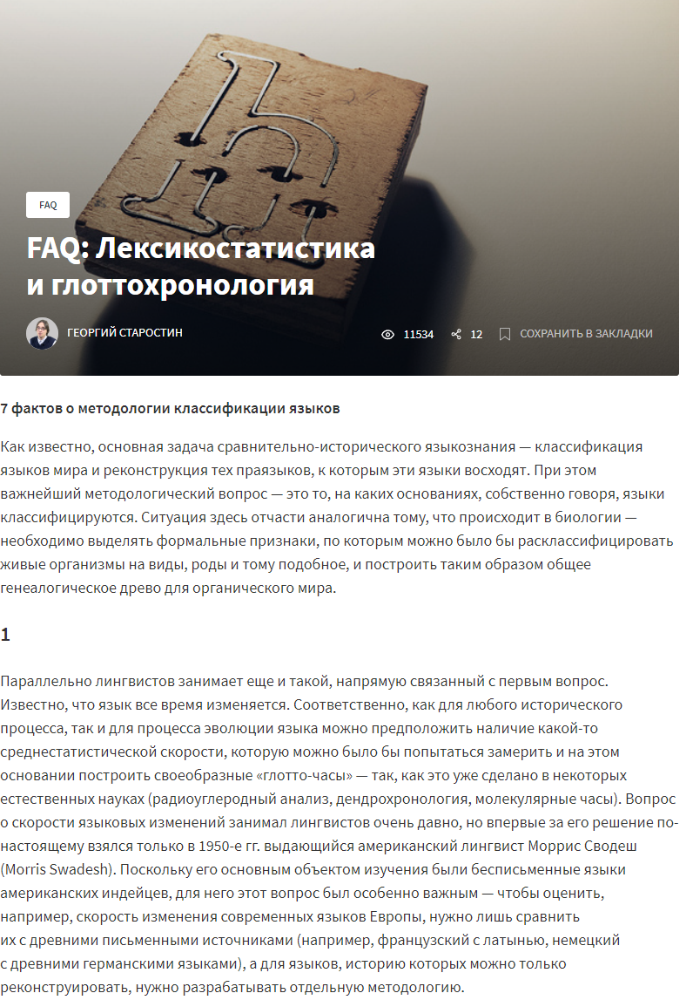 FAQ
FAQ: Лексикостатистика
и глоттохронология
ГЕОРГИЙ СТАРОСТИН
11534
12
СОХРАНИТЬ В ЗАКЛАДКИ
7 фактов о методологии классификации языков
Как известно, основная задача сравнительно-исторического языкознания — классификация
языков мира и реконструкция тех праязыков, к которым эти языки восходят. При этом
важнейший методологический вопрос — это то, на каких основаниях, собственно говоря, языки
классифицируются. Ситуация здесь отчасти аналогична тому, что происходит в биологии —
необходимо выделять формальные признаки, по которым можно было бы расклассифицировать
живые организмы на виды, роды и тому подобное, и построить таким образом общее
генеалогическое древо для органического мира.
1
Параллельно лингвистов занимает еще и такой, напрямую связанный с первым вопрос.
Известно, что язык все время изменяется. Соответственно, как для любого исторического
процесса, так и для процесса эволюции языка можно предположить наличие какой-то
среднестатистической скорости, которую можно было бы попытаться замерить и на этом
основании построить своеобразные «глотто-часы» — так, как это уже сделано в некоторых
естественных науках (радиоуглеродный анализ, дендрохронология, молекулярные часы). Вопрос
о скорости языковых изменений занимал лингвистов очень давно, но впервые за его решение по-
настоящему взялся только в 1950-е гг. выдающийся американский лингвист Моррис Сводеш
(Morris Swadesh). Поскольку его основным объектом изучения были бесписьменные языки
американских индейцев, для него этот вопрос был особенно важным — чтобы оценить,
например, скорость изменения современных языков Европы, нужно лишь сравнить
их с древними письменными источниками (например, французский с латынью, немецкий
с древними германскими языками), а для языков, историю которых можно только
реконструировать, нужно разрабатывать отдельную методологию.